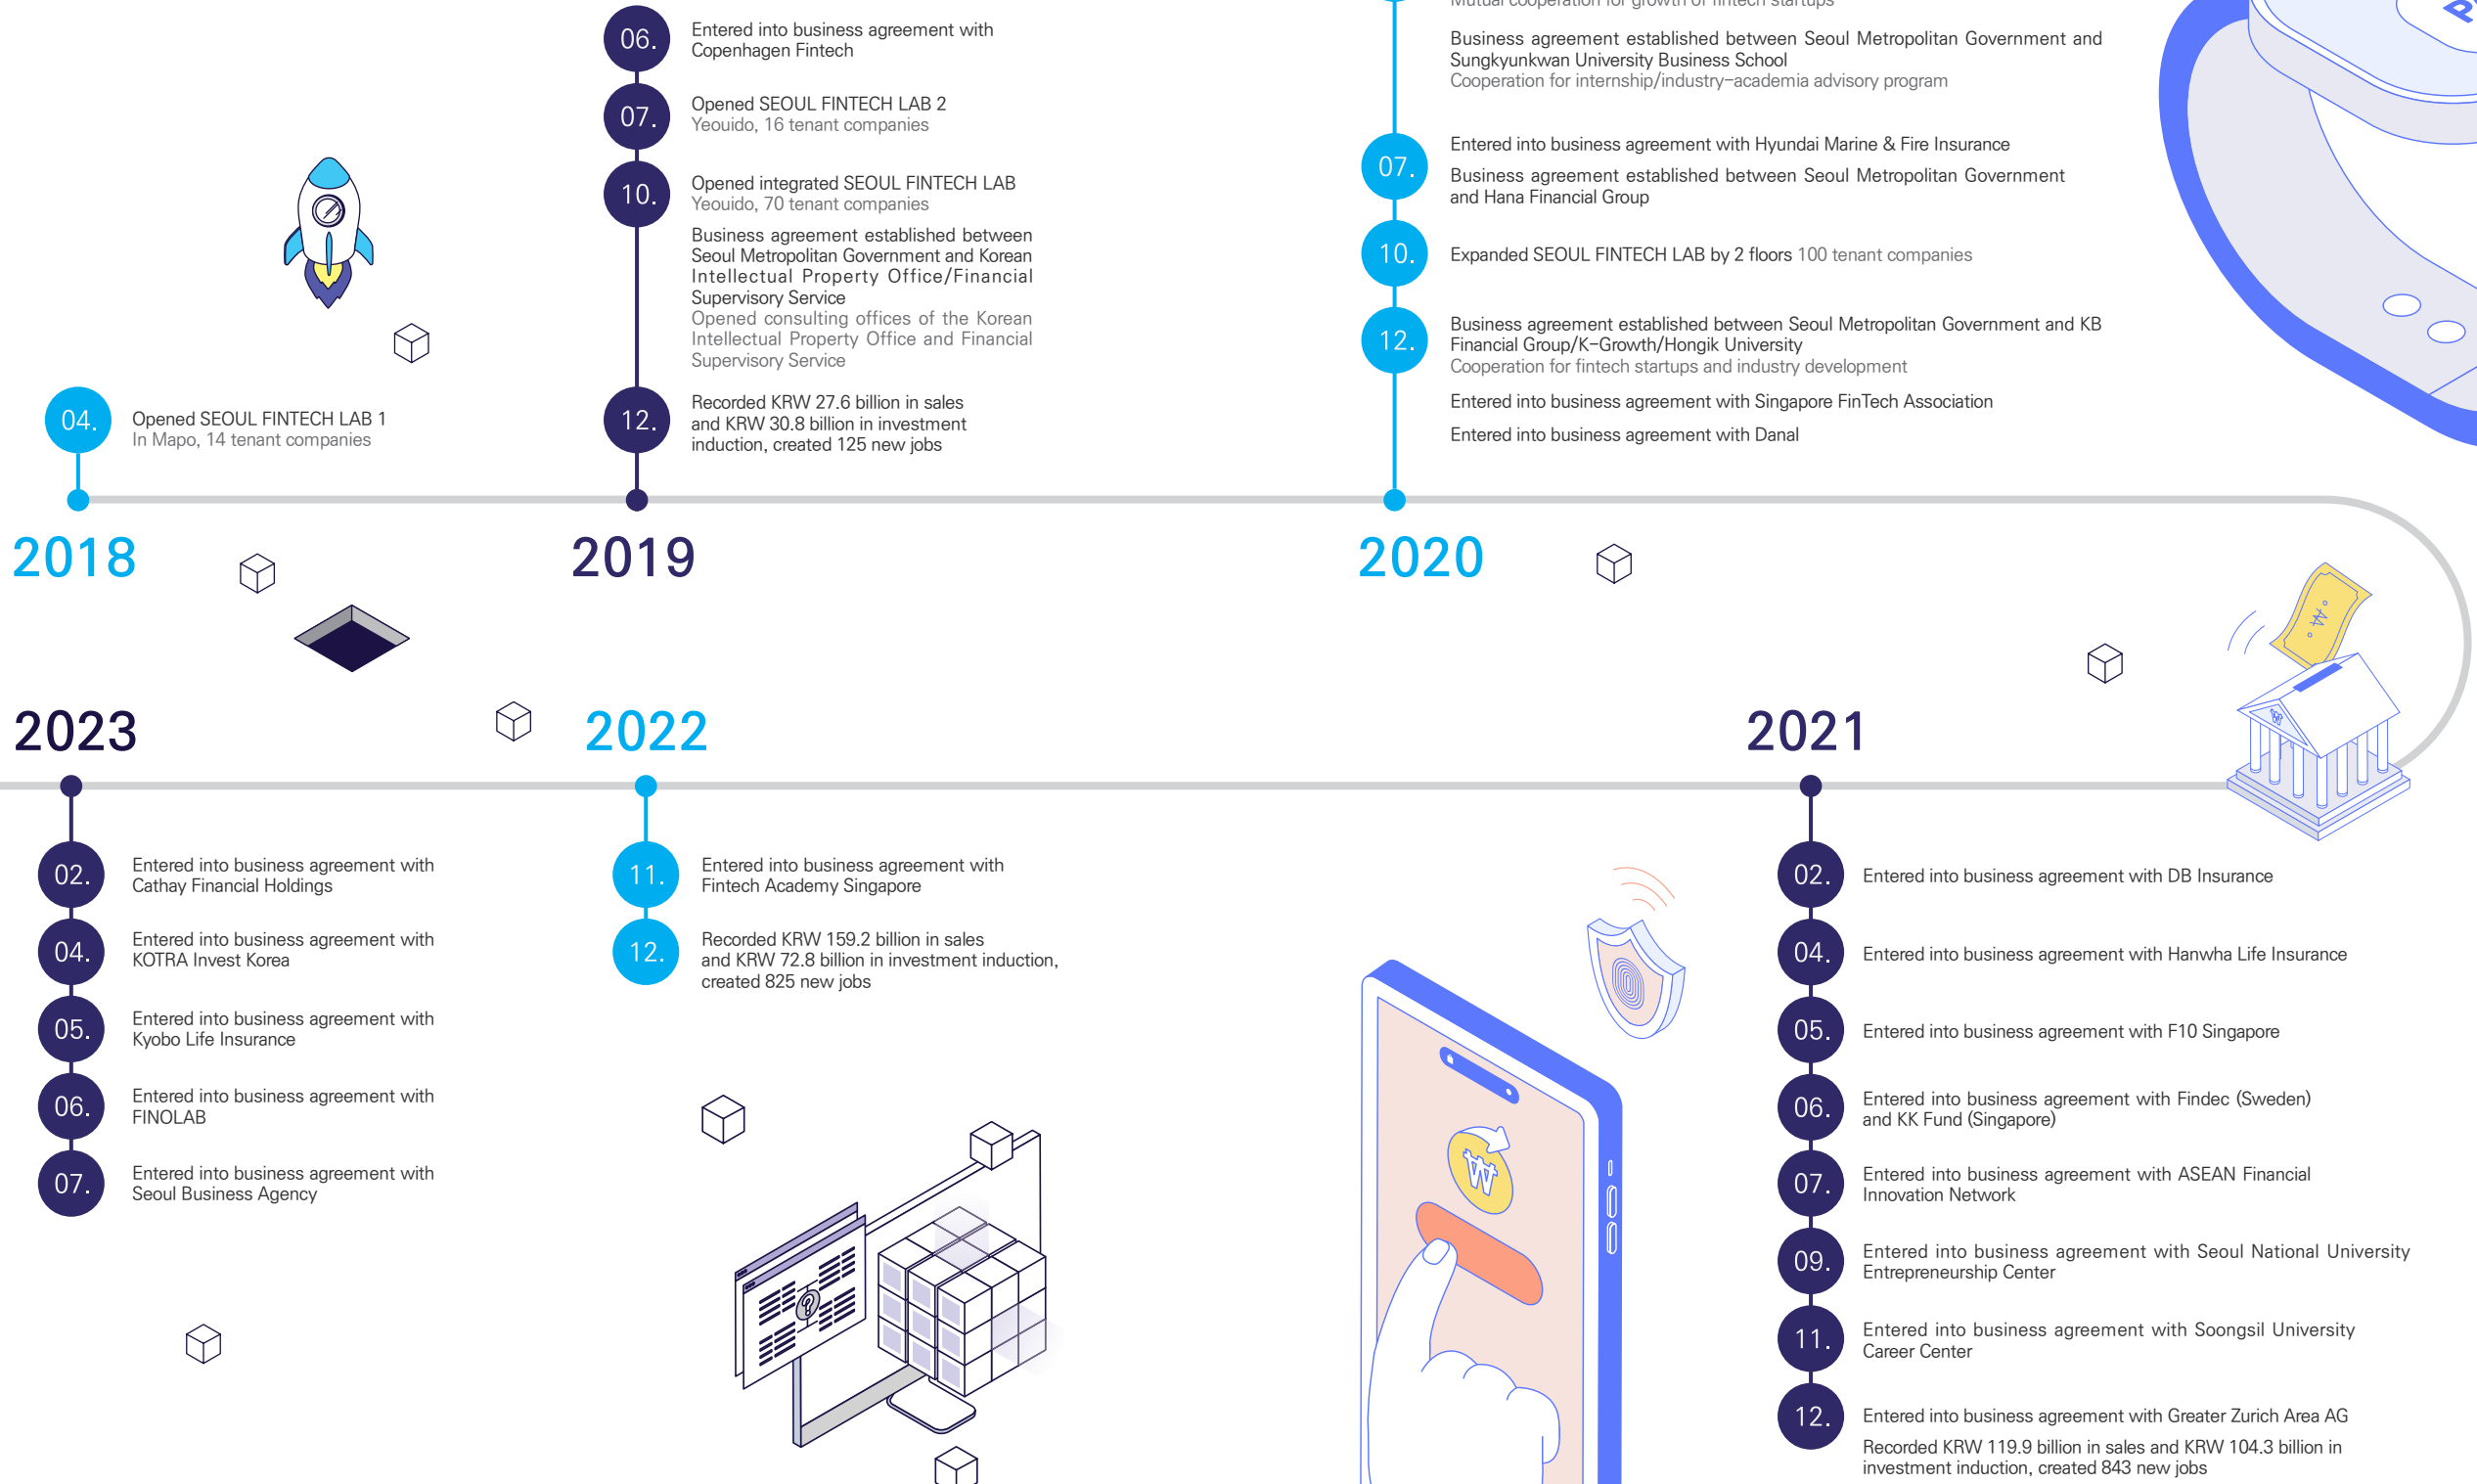 04.
Opened SEOUL FINTECH LAB 1
In Mapo, 14 tenant companies
2018
06.
Entered into business agreement with
Copenhagen Fintech
07.
Opened SEOUL FINTECH LAB 2
Yeouido, 16 tenant companies
10.
Opened integrated SEOUL FINTECH LAB
Yeouido, 70 tenant companies
Business agreement established between
Seoul Metropolitan Government and Korean
Intellectual Property Office/Financial
Supervisory Service
Opened consulting offices of the Korean
Intellectual Property Office and Financial
Supervisory Service
12.
Recorded KRW 27.6 billion in sales
and KRW 30.8 billion in investment
induction, created 125 new jobs
2019
Mutual cooperation for growth of fintech startups
Business agreement established between Seoul Metropolitan Government and
Sungkyunkwan University Business School
Cooperation for internship/industry-academia advisory program
07.
Entered into business agreement with Hyundai Marine & Fire Insurance
Business agreement established between Seoul Metropolitan Government
and Hana Financial Group
10.
Expanded SEOUL FINTECH LAB by 2 floors 100 tenant companies
12.
Business agreement established between Seoul Metropolitan Government and KB
Financial Group/K-Growth/Hongik University
Cooperation for fintech startups and industry development
Entered into business agreement with Singapore FinTech Association
Entered into business agreement with Danal
2020
2021
02.
Entered into business agreement with DB Insurance
04.
Entered into business agreement with Hanwha Life Insurance
05.
Entered into business agreement with F10 Singapore
06.
Entered into business agreement with Findec (Sweden)
and KK Fund (Singapore)
07.
Entered into business agreement with ASEAN Financial
Innovation Network
09.
Entered into business agreement with Seoul National University
Entrepreneurship Center
11.
Entered into business agreement with Soongsil University
Career Center
12.
Entered into business agreement with Greater Zurich Area AG
Recorded KRW 119.9 billion in sales and KRW 104.3 billion in
investment induction, created 843 new jobs
2022
11.
Entered into business agreement with
Fintech Academy Singapore
12.
Recorded KRW 159.2 billion in sales
and KRW 72.8 billion in investment induction,
created 825 new jobs
2023
02.
Entered into business agreement with
Cathay Financial Holdings
04.
Entered into business agreement with
KOTRA Invest Korea
05.
Entered into business agreement with
Kyobo Life Insurance
06.
Entered into business agreement with
FINOLAB
07.
Entered into business agreement with
Seoul Business Agency